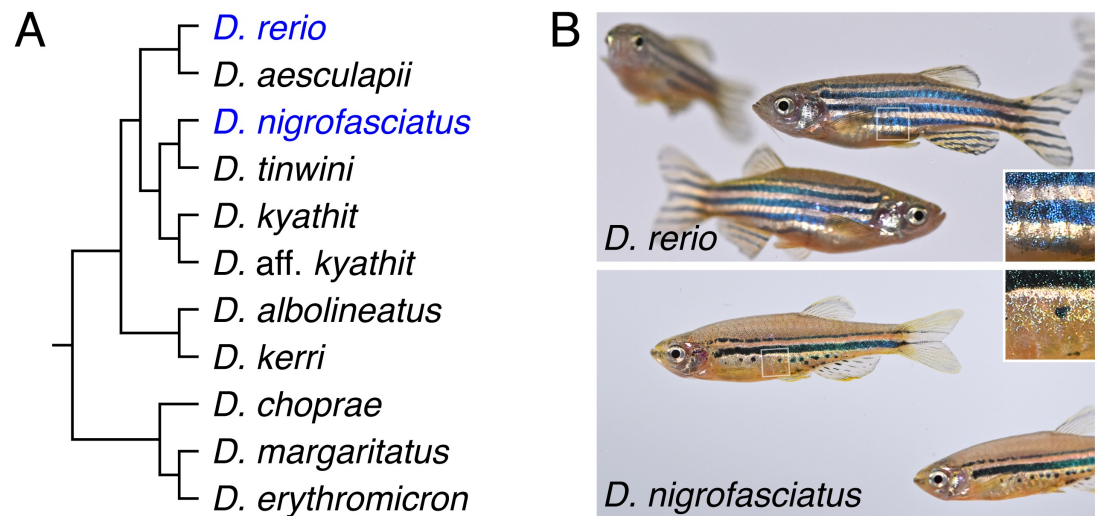 A
D. rerio
D. aesculapii
D. nigrofasciatus
D. tinwini
D. kyathit
D. aff. kyathit
D. albolineatus
D. kerri
D. choprae
D. margaritatus
D. erythromicron
B
D. rerio
D. nigrofasciatus